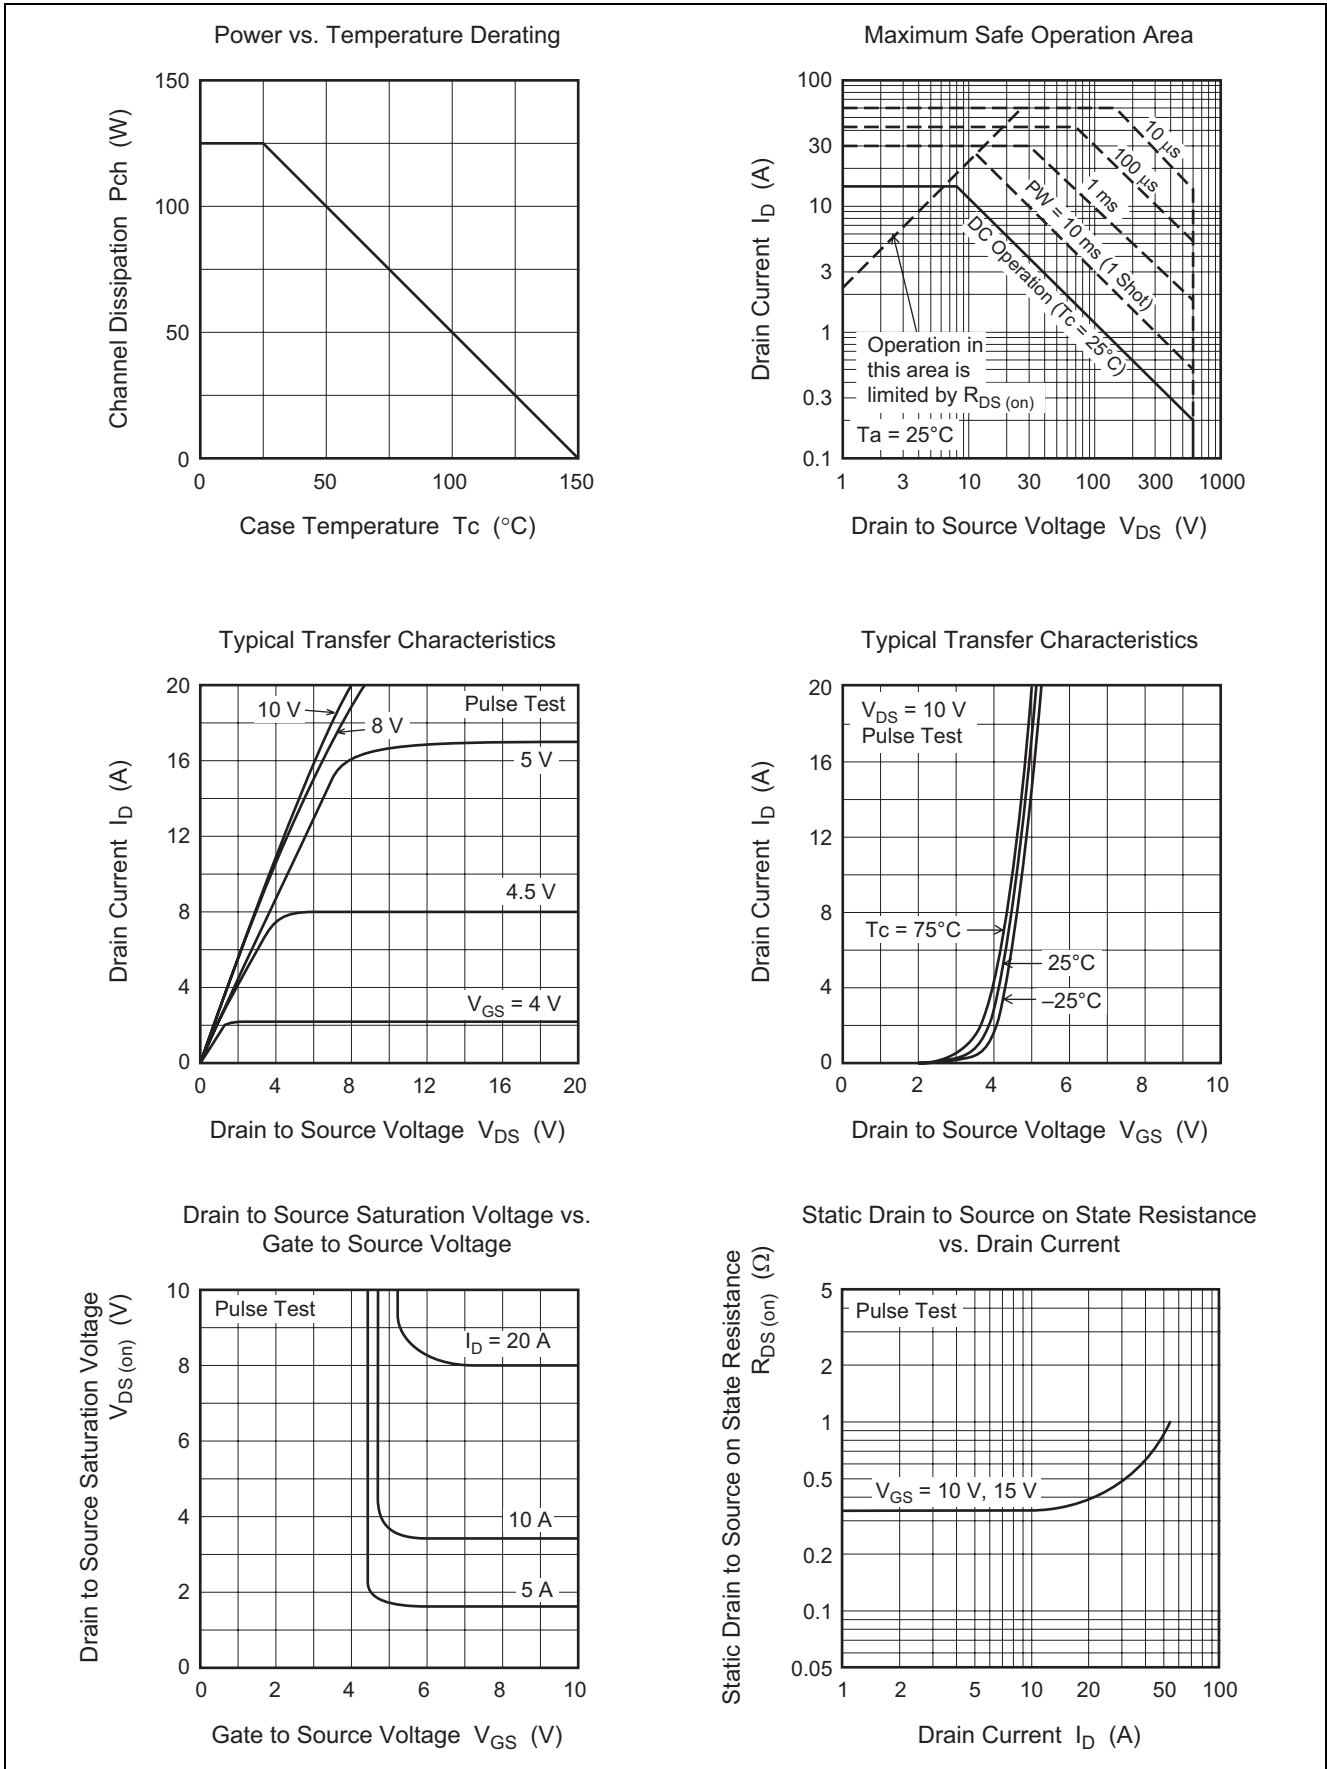 Power vs. Temperature Derating
150
100
50
0
0
50
100
150
Channel Dissipation Pch (W)
Case Temperature Tc (°C)
Maximum Safe Operation Area
100
30
10
3
1
0.3
0.1
1
3
10
30
100
300
1000
Drain Current ID (A)
10 μs
100 μs
1 ms
PW = 10 ms (1 Shot)
DC Operation (Tc = 25°C)
Operation in
this area is
limited by RDS (on)
Ta = 25°C
Drain to Source Voltage VDS (V)
Typical Transfer Characteristics
20
16
12
8
4
0
0
4
8
12
16
20
Drain Current ID (A)
Pulse Test
10 V
8 V
5 V
4.5 V
VGS = 4 V
Drain to Source Voltage VDS (V)
Typical Transfer Characteristics
20
16
12
8
4
0
0
2
4
6
8
10
Drain Current ID (A)
VDS = 10 V
Pulse Test
Tc = 75°C
25°C
–25°C
Drain to Source Voltage VGS (V)
Drain to Source Saturation Voltage vs.
Gate to Source Voltage
10
8
6
4
2
0
0
2
4
6
8
10
Drain to Source Saturation Voltage
VDS (on) (V)
Pulse Test
ID = 20 A
10 A
5 A
Gate to Source Voltage VGS (V)
Static Drain to Source on State Resistance
vs. Drain Current
5
2
1
0.5
0.2
0.1
0.05
1
2
5
10
20
50
100
Static Drain to Source on State Resistance
RDS (on) (Ω)
Pulse Test
VGS = 10 V, 15 V
Drain Current ID (A)